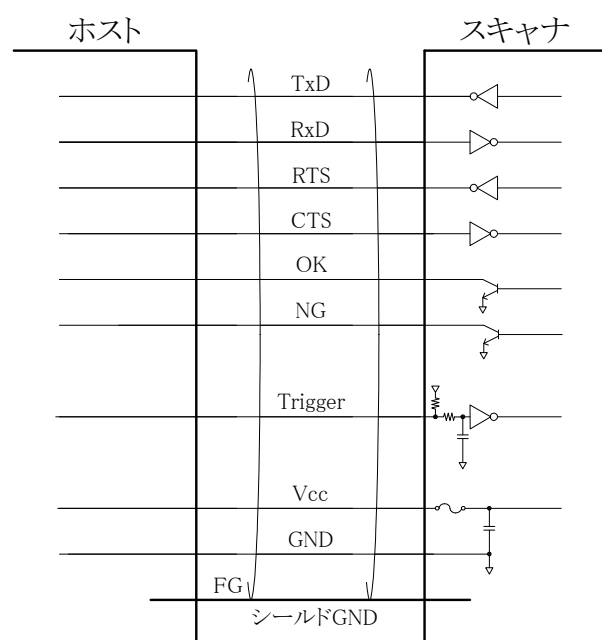 ホスト
スキャナ
TxD
RxD
RTS
CTS
OK
NG
Trigger
Vcc
GND
FG
シールドGND